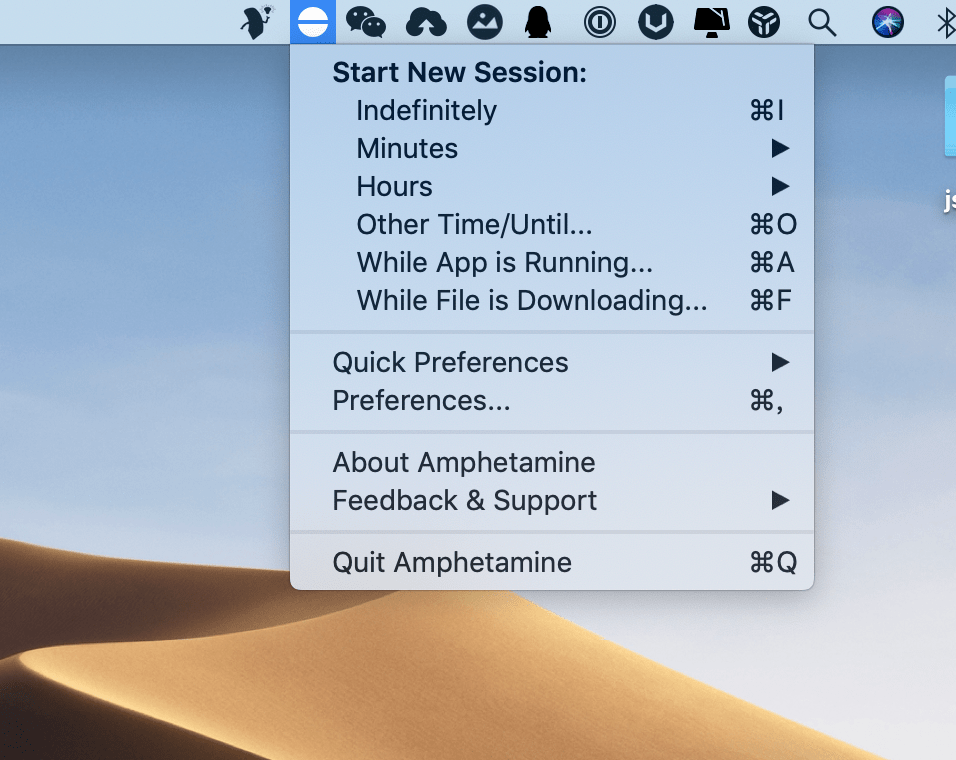 Start New Session:
Indefinitely ⌘I
Minutes ▶
Hours ▶
Other Time/Until... ⌘O
While App is Running... ⌘A
While File is Downloading... ⌘F
Quick Preferences ▶
Preferences... ⌘,
About Amphetamine
Feedback & Support ▶
Quit Amphetamine ⌘Q